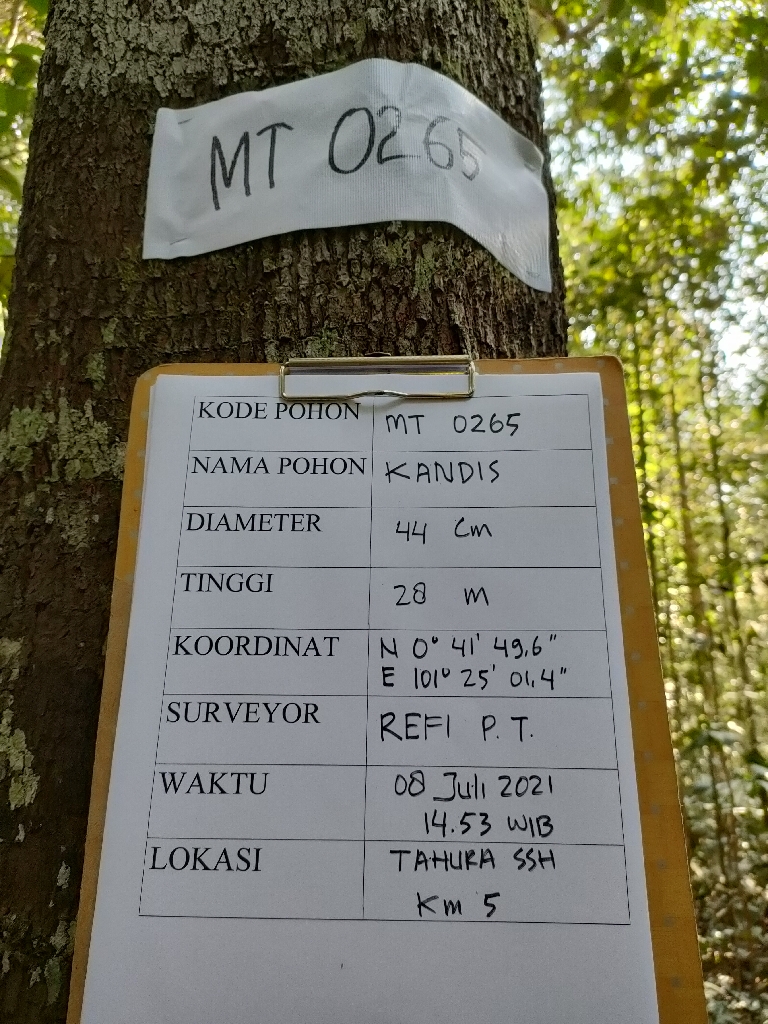 MT 0265
KODE POHON MT 0265
NAMA POHON KANDIS
DIAMETER 44 Cm
TINGGI 28 m
KOORDINAT N 0° 41' 49,6"
E 101° 25' 01,4"
SURVEYOR REFI P. T.
WAKTU 08 Juli 2021
14.53 WIB
LOKASI TAHURA SSH
Km 5